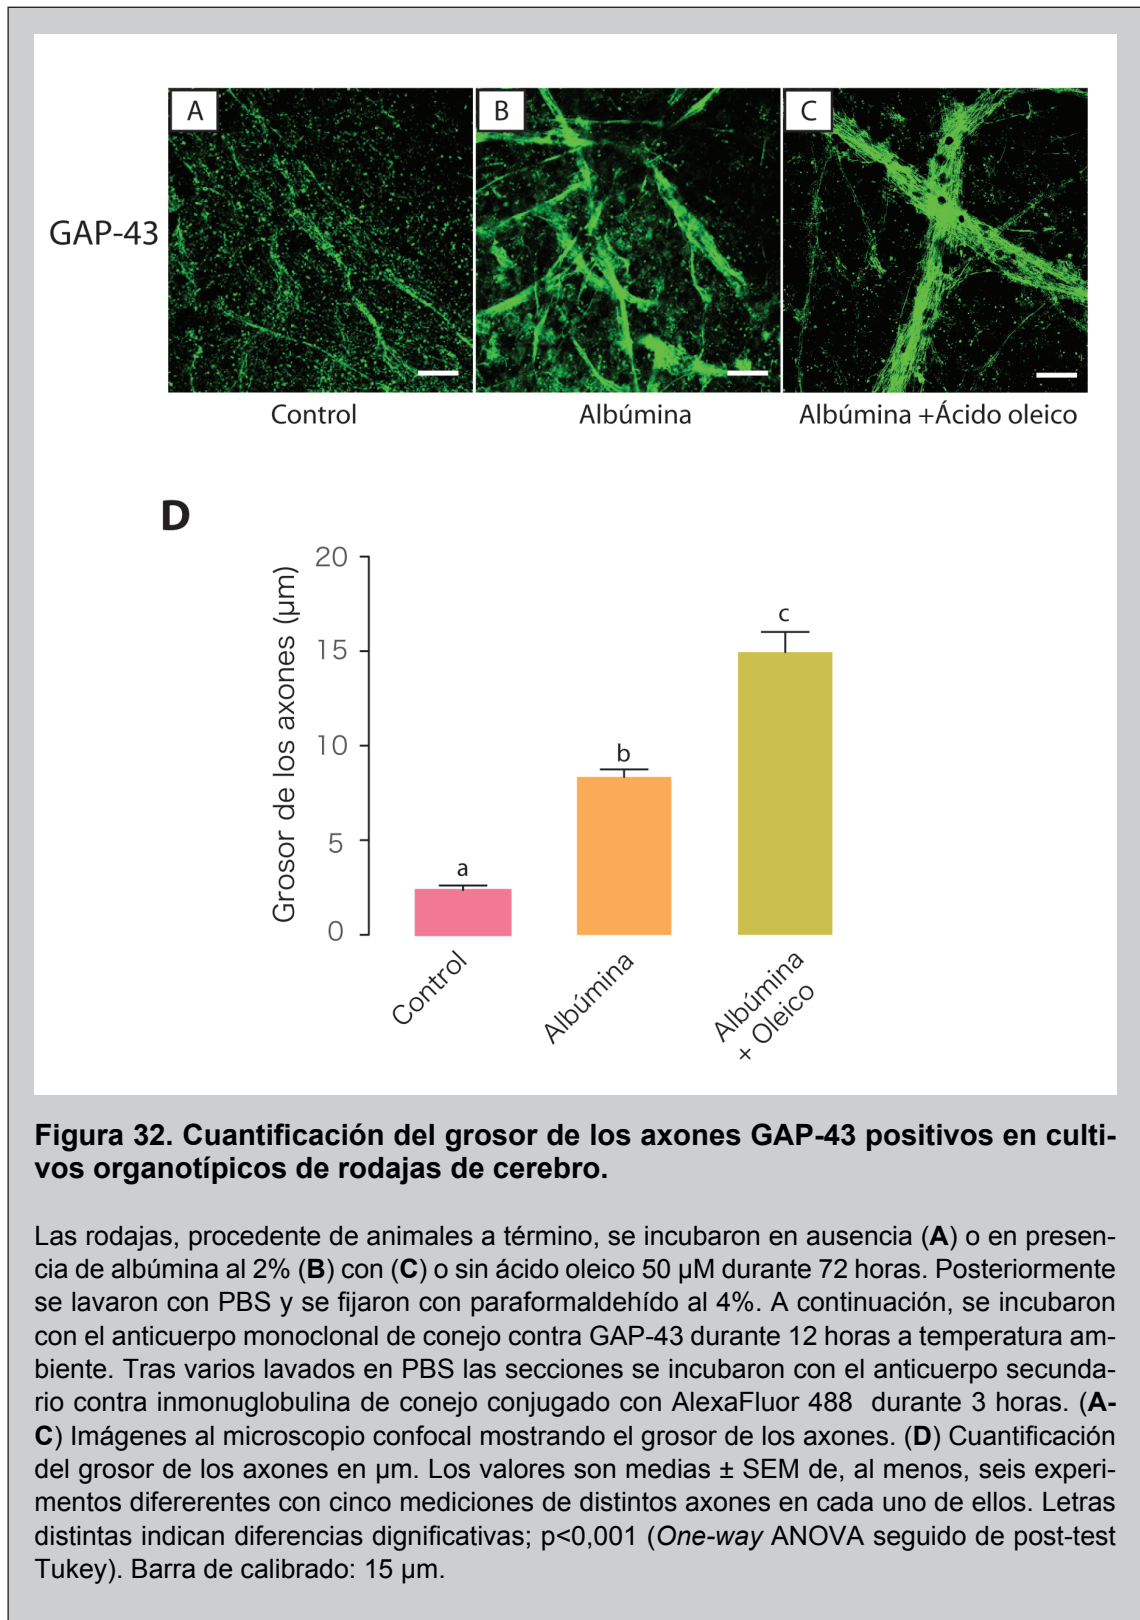 A
B
C
GAP-43
Control
Albúmina
Albúmina +Ácido oleico
D
Grosor de los axones (µm)
20
15
10
5
0
a
b
c
Control
Albúmina
Albúmina
+ Oleico
Figura 32. Cuantificación del grosor de los axones GAP-43 positivos en culti-
vos organotípicos de rodajas de cerebro.
Las rodajas, procedente de animales a término, se incubaron en ausencia (A) o en presen-
cia de albúmina al 2% (B) con (C) o sin ácido oleico 50 µM durante 72 horas. Posteriormente
se lavaron con PBS y se fijaron con paraformaldehído al 4%. A continuación, se incubaron
con el anticuerpo monoclonal de conejo contra GAP-43 durante 12 horas a temperatura am-
biente. Tras varios lavados en PBS las secciones se incubaron con el anticuerpo secunda-
rio contra inmonuglobulina de conejo conjugado con AlexaFluor 488 durante 3 horas. (A-
C) Imágenes al microscopio confocal mostrando el grosor de los axones. (D) Cuantificación
del grosor de los axones en µm. Los valores son medias ± SEM de, al menos, seis experi-
mentos difererentes con cinco mediciones de distintos axones en cada uno de ellos. Letras
distintas indican diferencias dignificativas; p<0,001 (One-way ANOVA seguido de post-test
Tukey). Barra de calibrado: 15 µm.